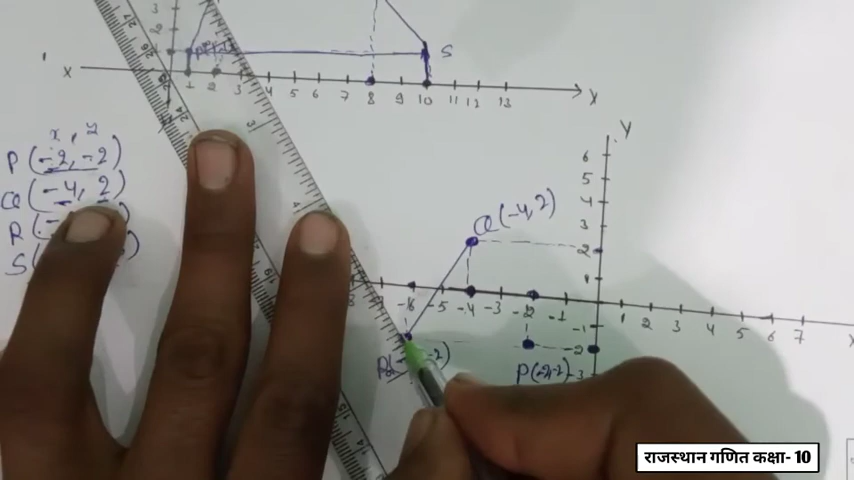 S
X 1 2 3 4 5 6 7 8 9 10 11 12 13 X
x, y
P (-2, -2)
Q (-4, 2)
R (-
S(
Y
6
5
4
3
2
1
Q(-4, 2)
-6 -5 -4 -3 -2 -1 1 2 3 4 5 6 7
-1
-2
-3
-2)
P(-2,-2)
राजस्थान गणित कक्षा- 10